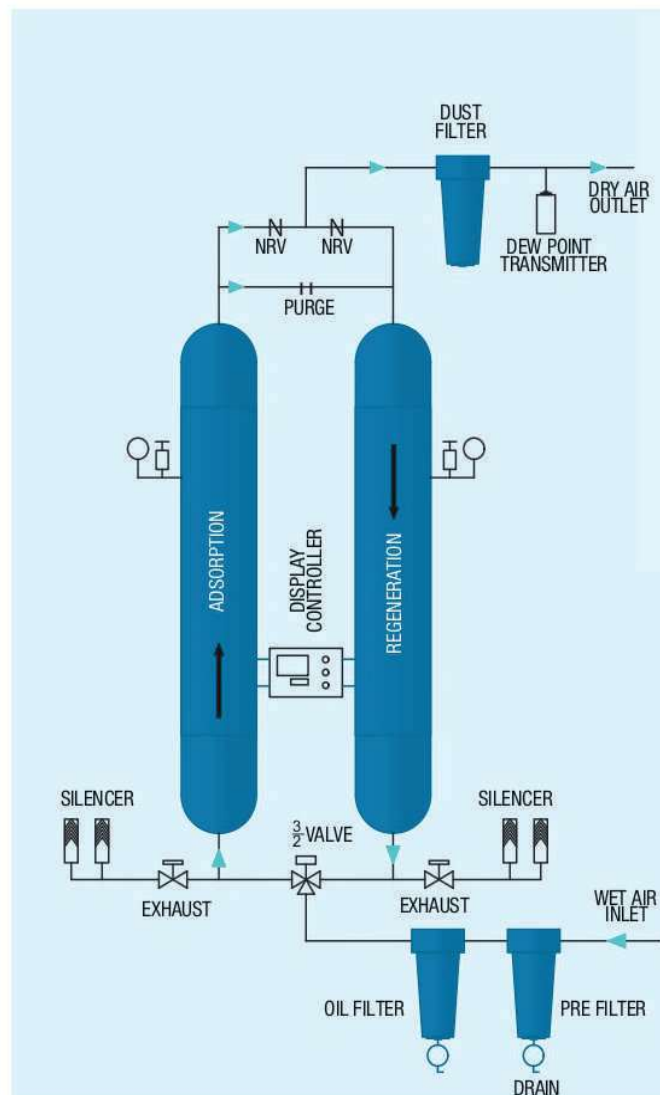 DUST
FILTER
DRY AIR
OUTLET
NRV
NRV
DEW POINT
TRANSMITTER
PURGE
ADSORPTION
DISPLAY
CONTROLLER
REGENERATION
SILENCER
3/2 VALVE
SILENCER
EXHAUST
EXHAUST
WET AIR
INLET
OIL FILTER
PRE FILTER
DRAIN